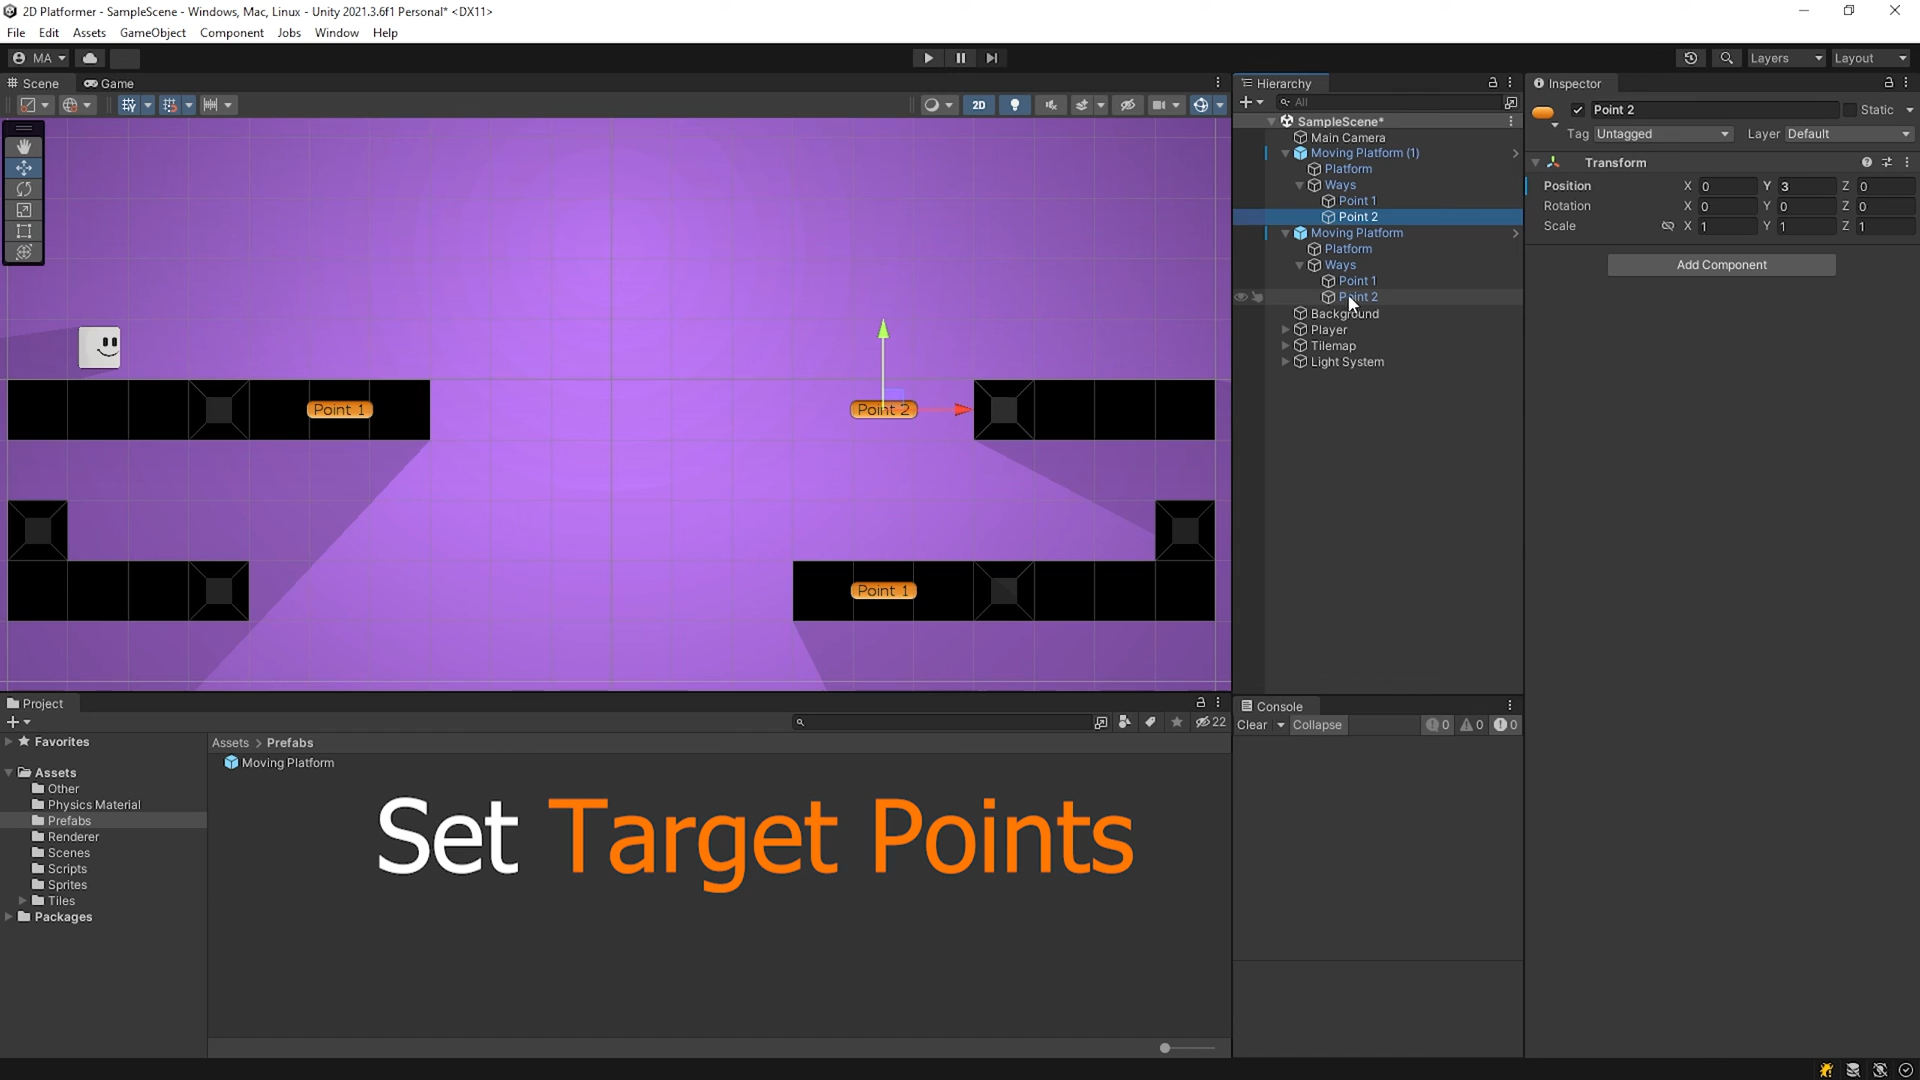 2D Platformer - SampleScene - Windows, Mac, Linux - Unity 2021.3.6f1 Personal* <DX11>
File Edit Assets GameObject Component Jobs Window Help
MA Layers Layout
Scene Game
2D
Point 1
Point 2
Point 1
Hierarchy
All
SampleScene*
Main Camera
Moving Platform (1)
Platform
Ways
Point 1
Point 2
Moving Platform
Platform
Ways
Point 1
Point 2
Background
Player
Tilemap
Light System
Inspector
Point 2 Static
Tag Untagged Layer Default
Transform
Position X 0 Y 3 Z 0
Rotation X 0 Y 0 Z 0
Scale X 1 Y 1 Z 1
Add Component
Project
22
Favorites
Assets
Other
Physics Material
Prefabs
Renderer
Scenes
Scripts
Sprites
Tiles
Packages
Assets > Prefabs
Moving Platform
Set Target Points
Console
Clear Collapse 0 0 0